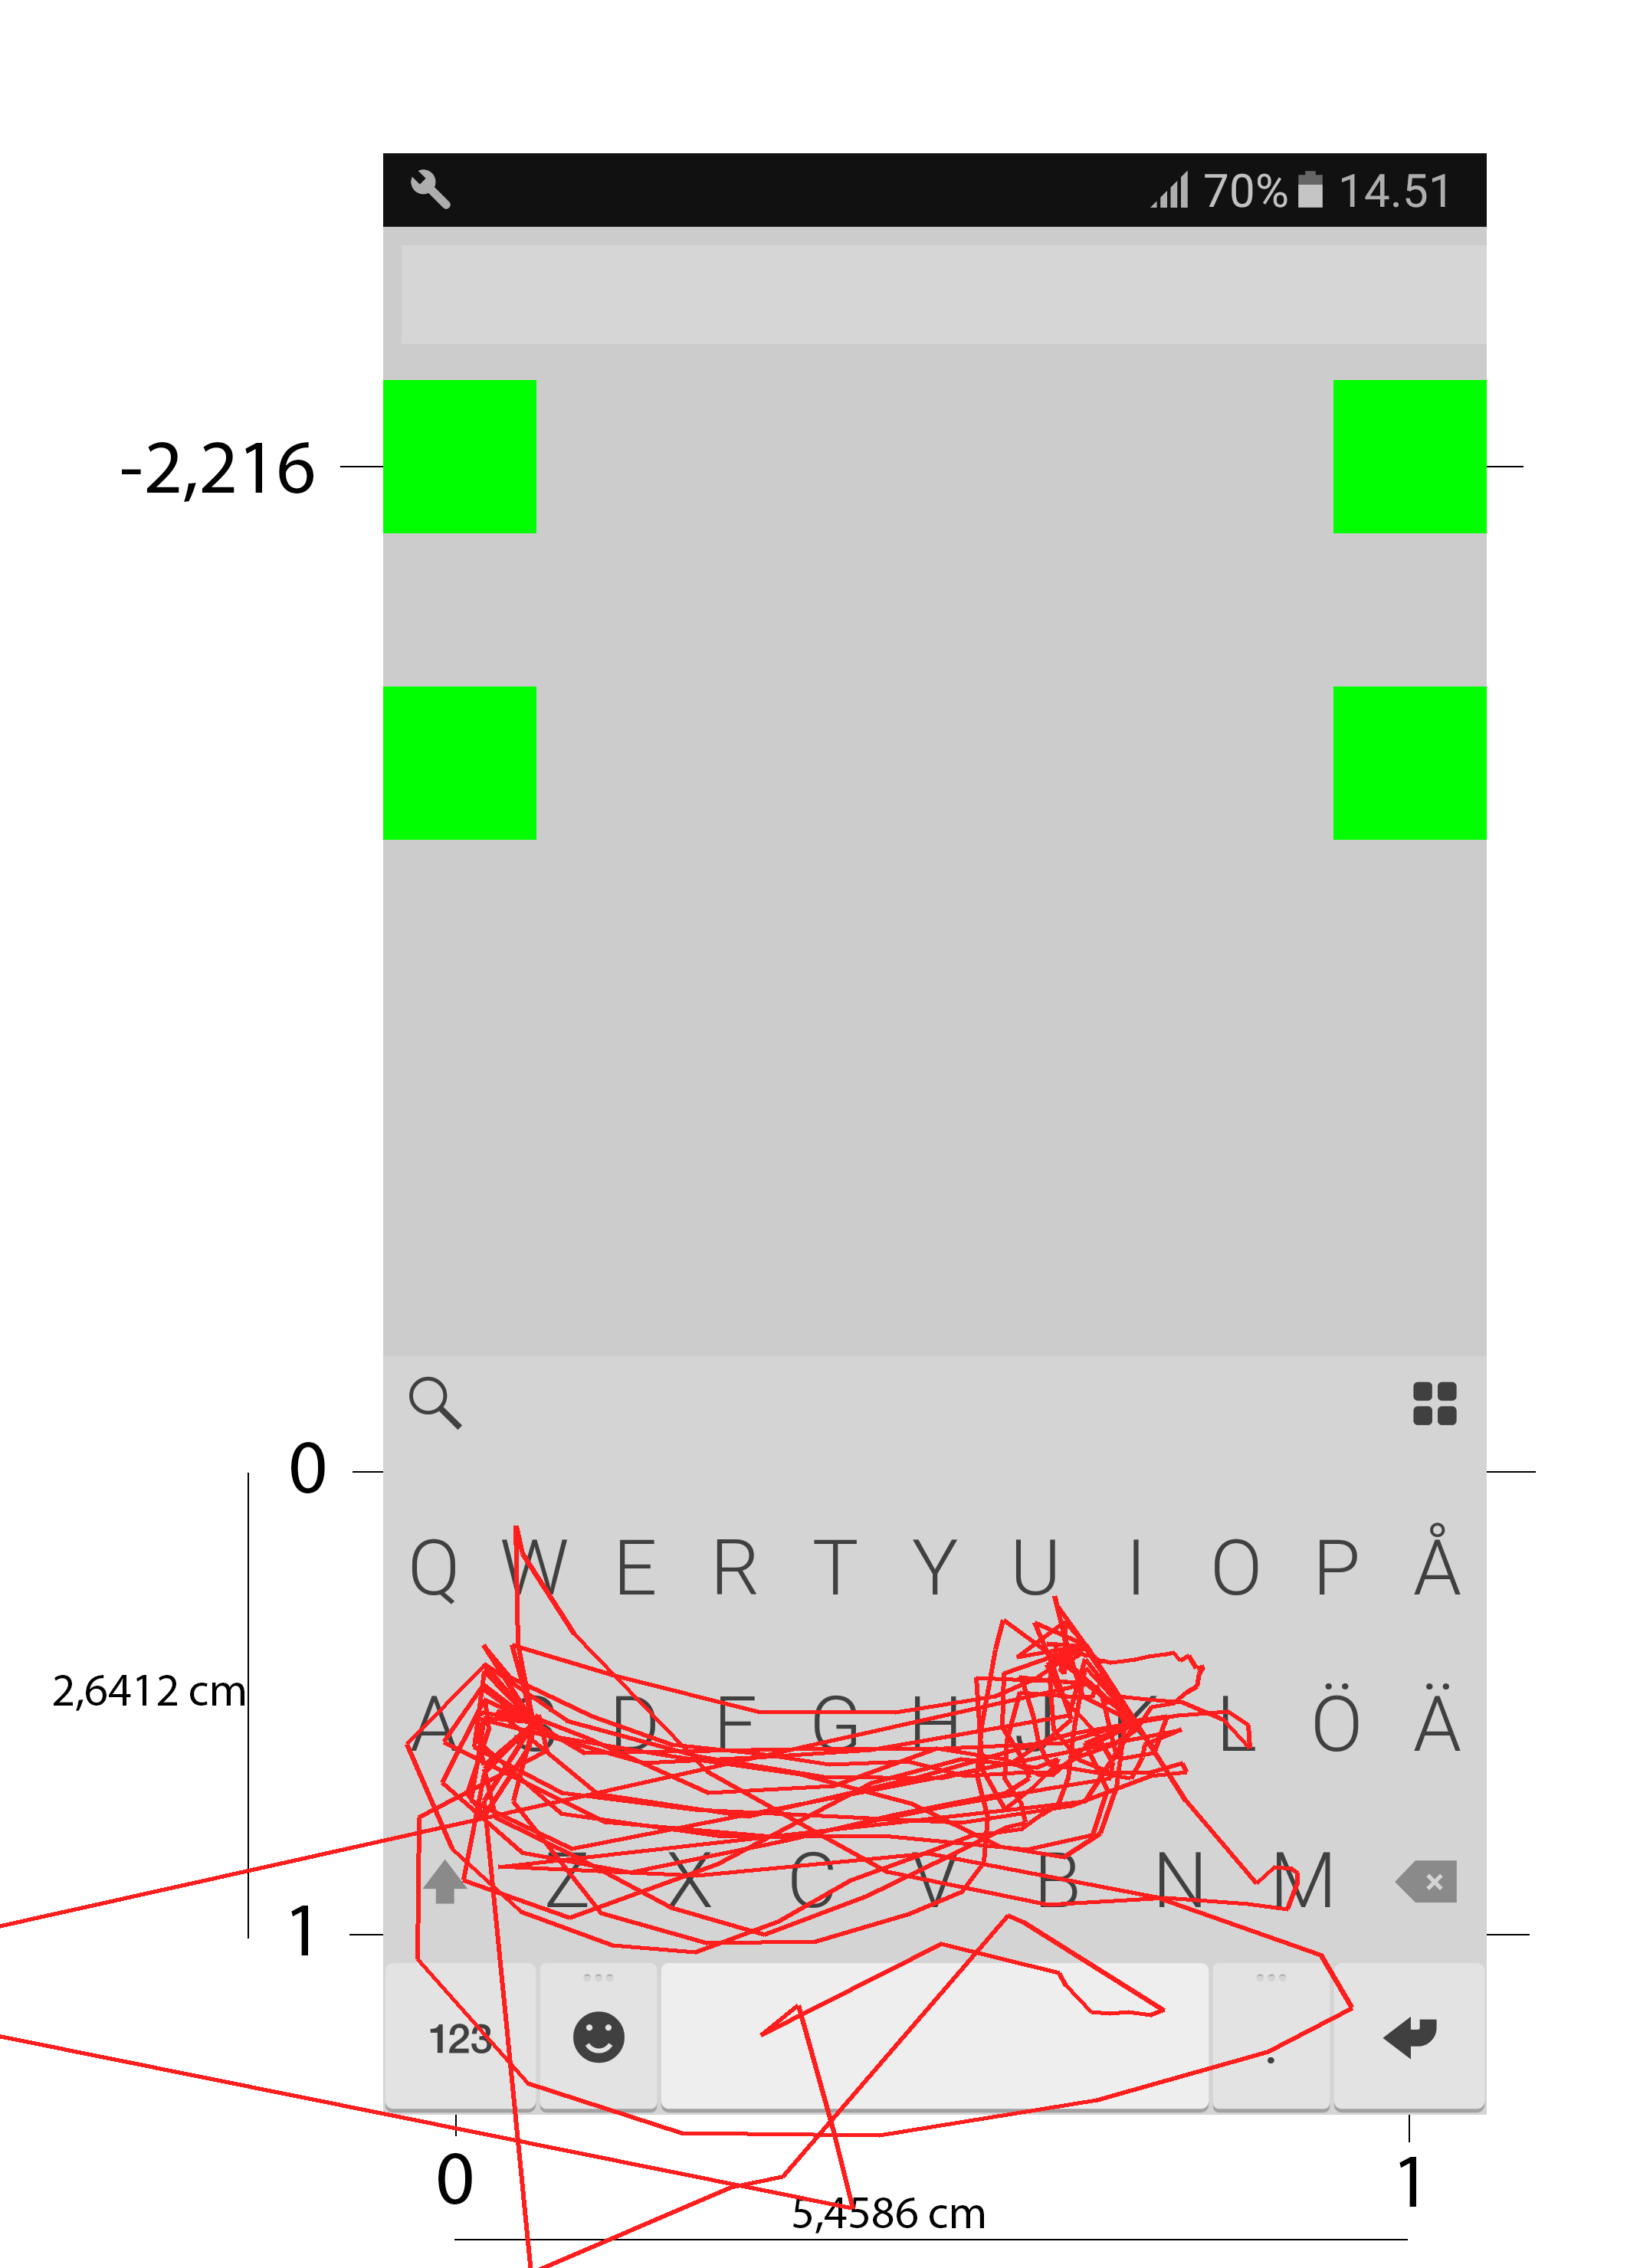 70% 14.51
-2,216
0
Q W E R T Y U I O P Å
2,6412 cm
A S D F G H J K L Ö Ä
Z X C V B N M
1
123 .
0 1
5,4586 cm